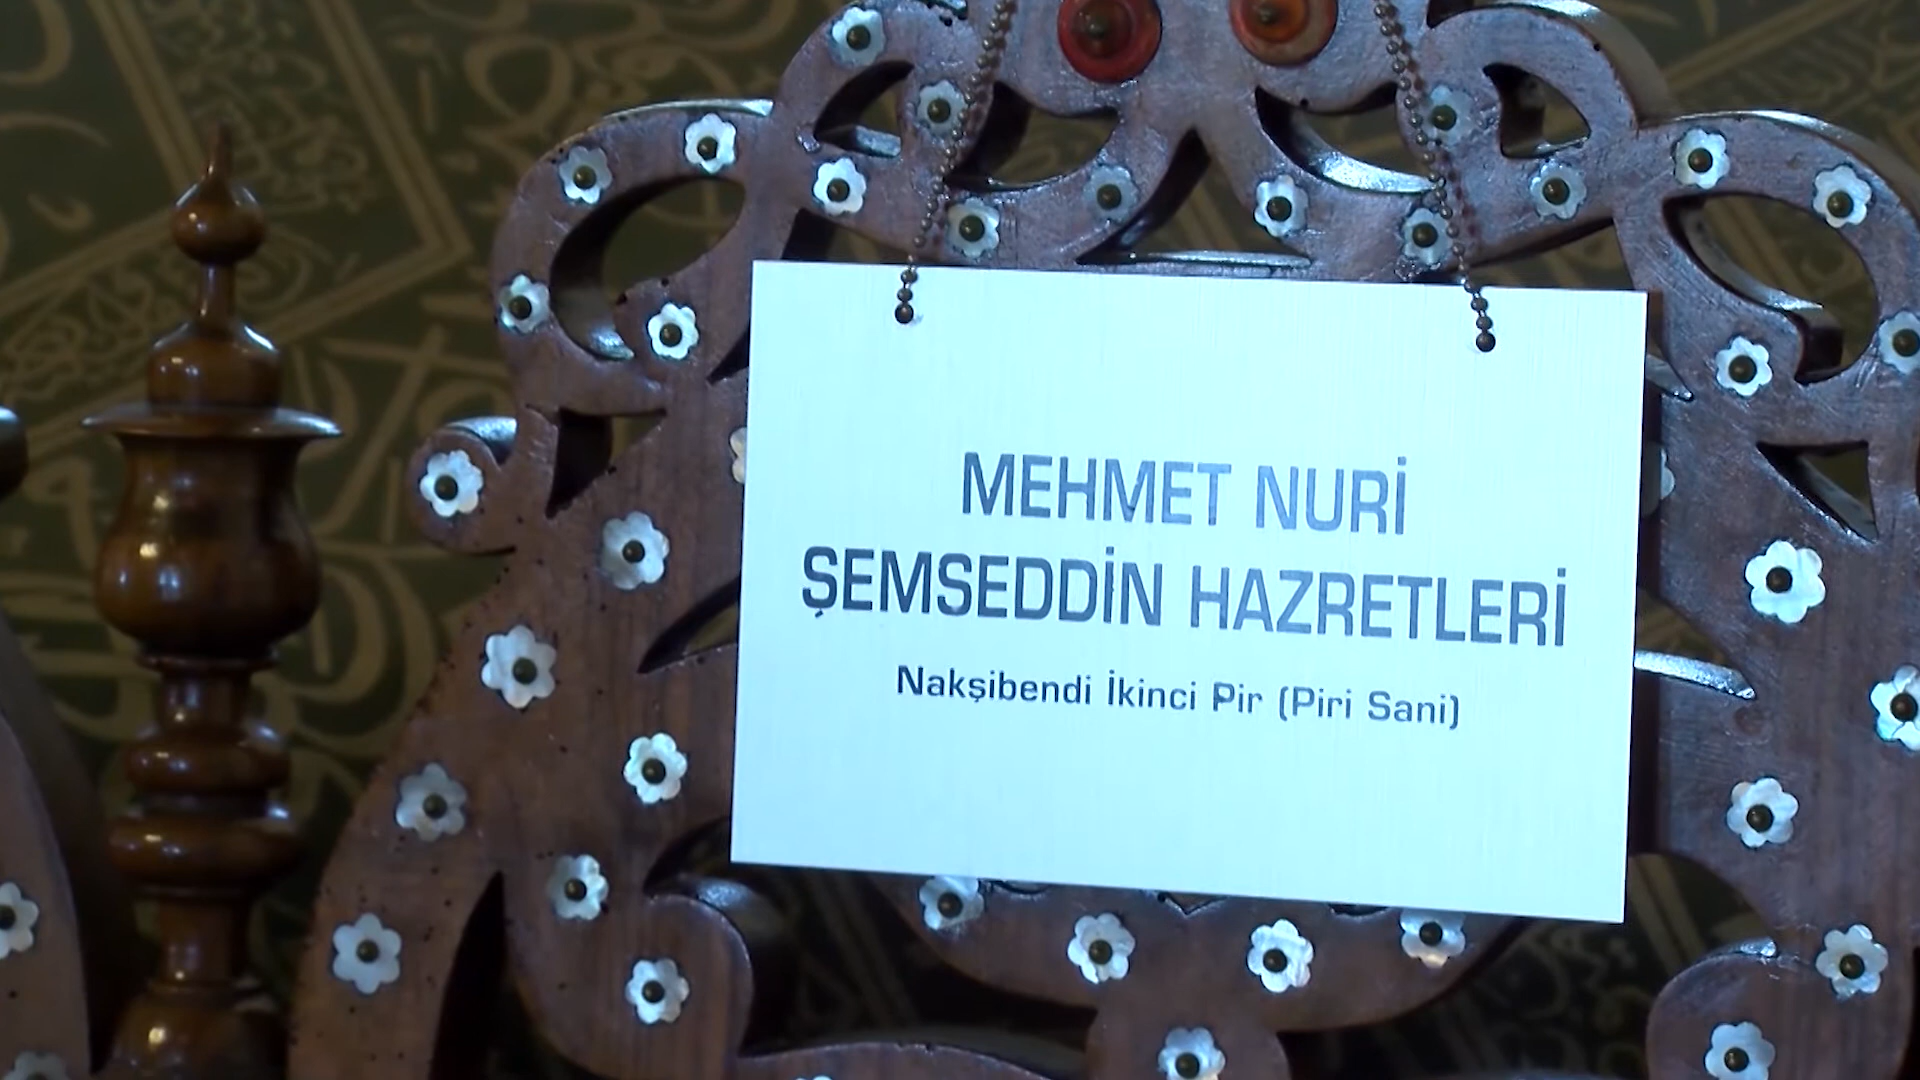 MEHMET NURİ
ŞEMSEDDİN HAZRETLERİ
Nakşibendi İkinci Pir (Piri Sani)